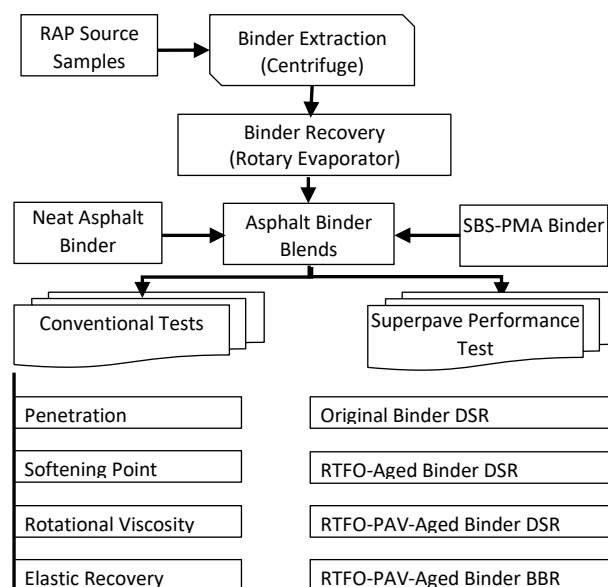 RAP Source
Samples
Binder Extraction
(Centrifuge)
Binder Recovery
(Rotary Evaporator)
Neat Asphalt
Binder
Asphalt Binder
Blends
SBS-PMA Binder
Conventional Tests
Superpave Performance
Test
Penetration
Original Binder DSR
Softening Point
RTFO-Aged Binder DSR
Rotational Viscosity
RTFO-PAV-Aged Binder DSR
Elastic Recovery
RTFO-PAV-Aged Binder BBR